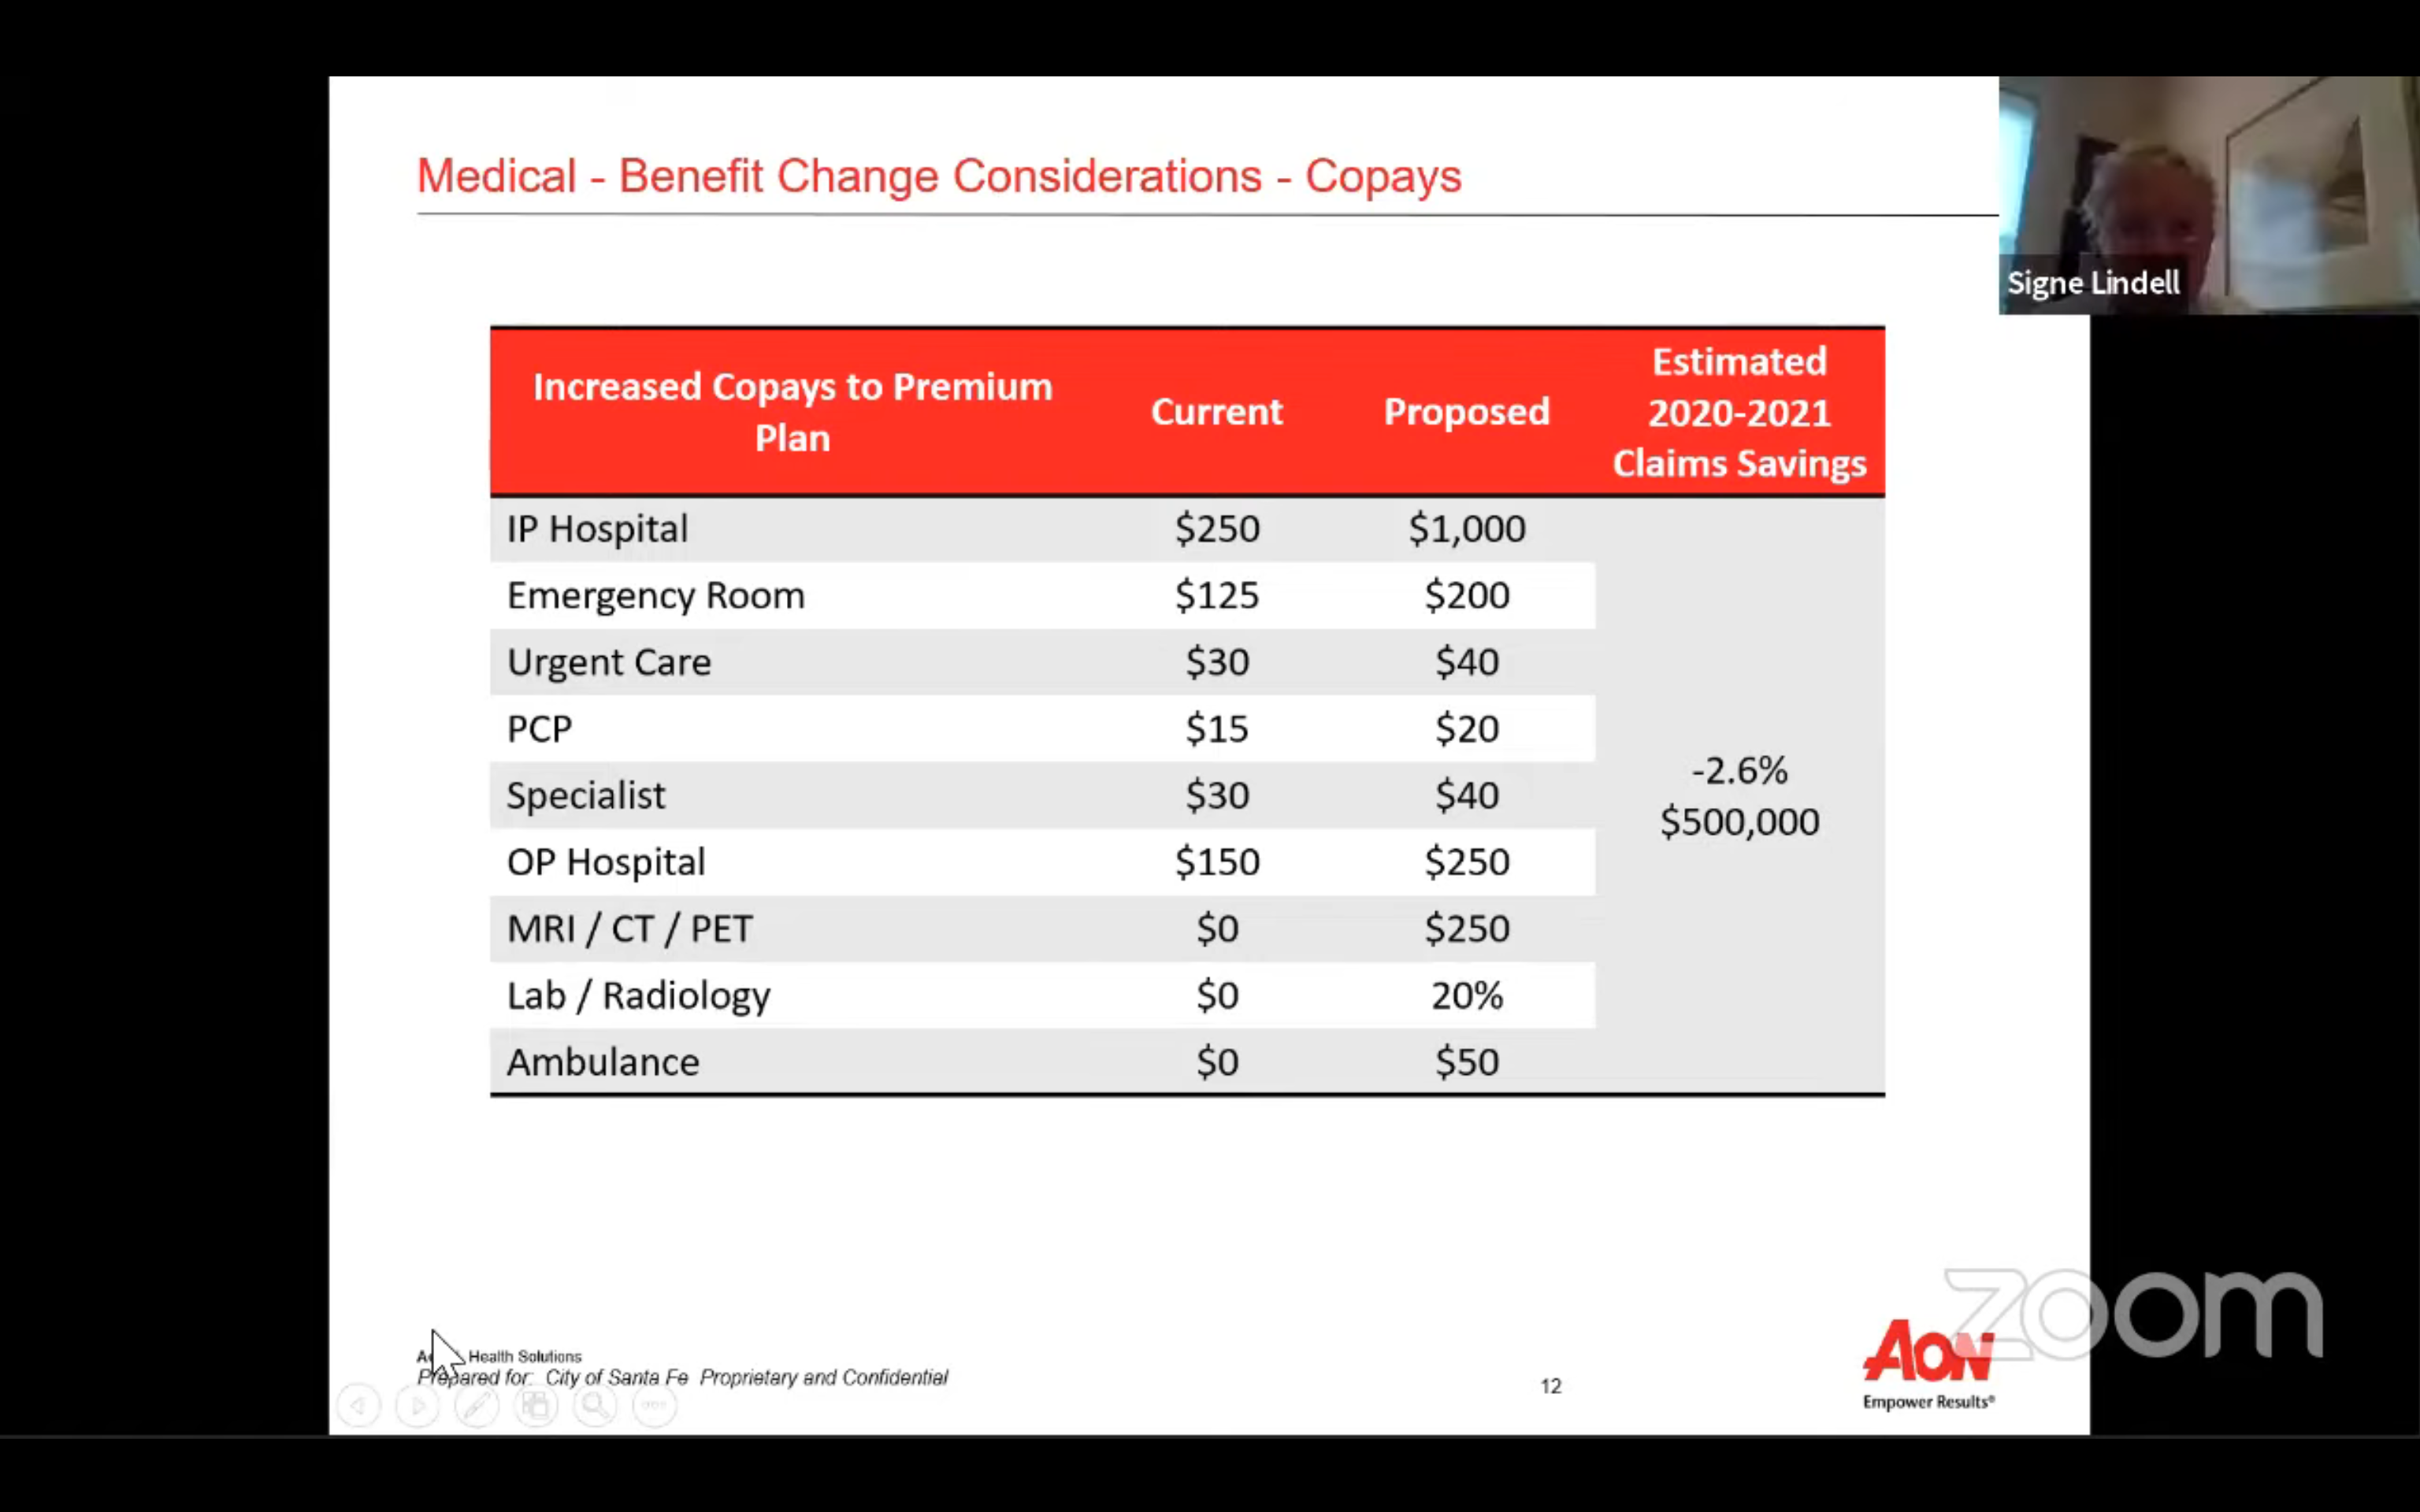 Medical - Benefit Change Considerations - Copays
Signe Lindell
Increased Copays to Premium
Plan
Current
Proposed
Estimated
2020-2021
Claims Savings
IP Hospital $250 $1,000
Emergency Room $125 $200
Urgent Care $30 $40
PCP $15 $20
Specialist $30 $40
-2.6%
$500,000
OP Hospital $150 $250
MRI / CT / PET $0 $250
Lab / Radiology $0 20%
Ambulance $0 $50
Health Solutions
Prepared for: City of Santa Fe Proprietary and Confidential
12
AON
Empower Results®
zoom